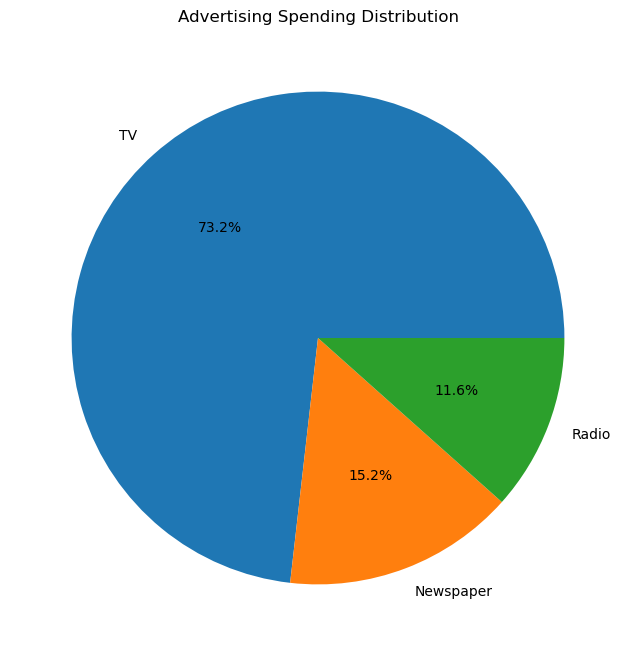 Advertising Spending Distribution
TV
73.2%
11.6%
Radio
15.2%
Newspaper